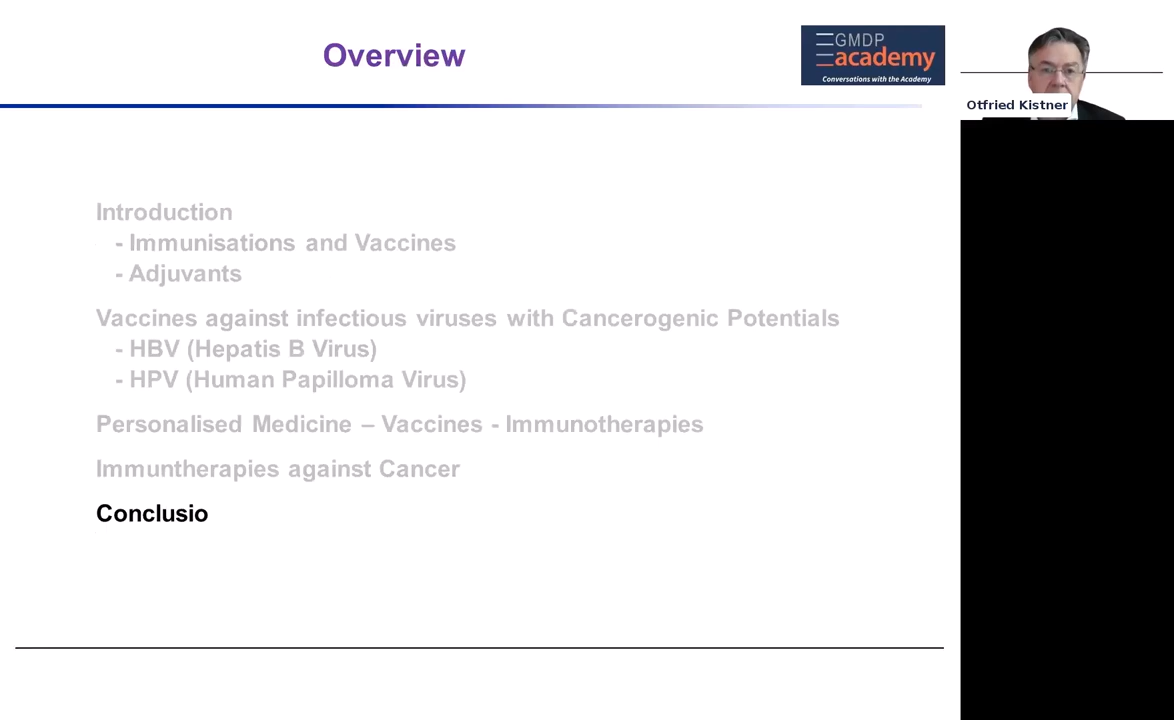 Overview
GMDP
academy
Conversations with the Academy
Otfried Kistner
Introduction
- Immunisations and Vaccines
- Adjuvants
Vaccines against infectious viruses with Cancerogenic Potentials
- HBV (Hepatis B Virus)
- HPV (Human Papilloma Virus)
Personalised Medicine – Vaccines - Immunotherapies
Immuntherapies against Cancer
Conclusio